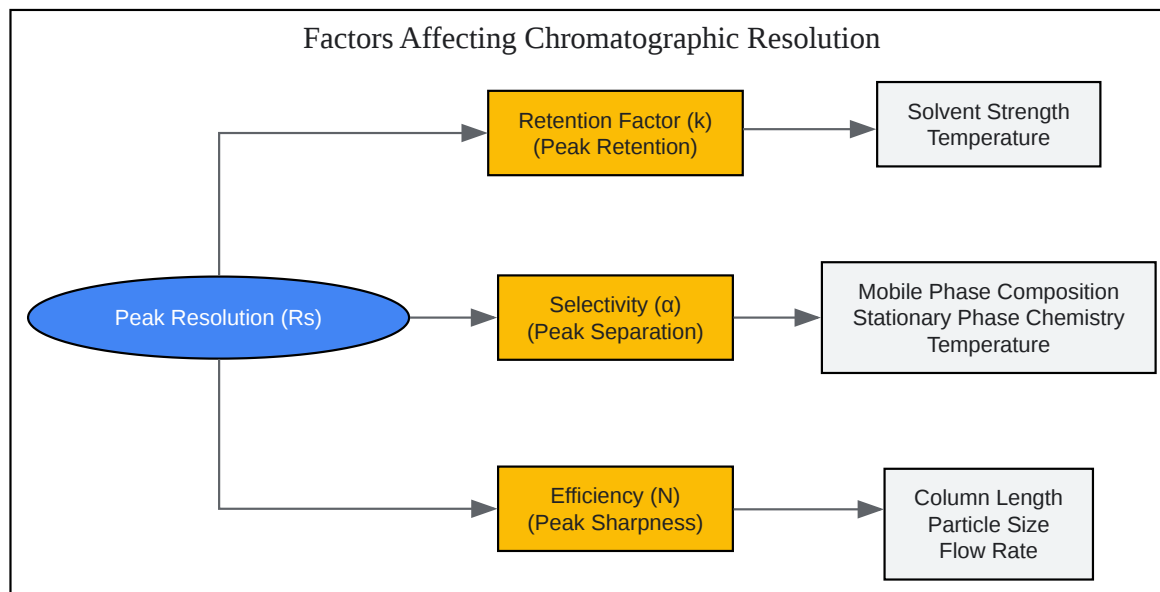 Factors Affecting Chromatographic Resolution
Retention Factor (k)
(Peak Retention)
Solvent Strength
Temperature
Peak Resolution (Rs)
Selectivity (α)
(Peak Separation)
Mobile Phase Composition
Stationary Phase Chemistry
Temperature
Efficiency (N)
(Peak Sharpness)
Column Length
Particle Size
Flow Rate